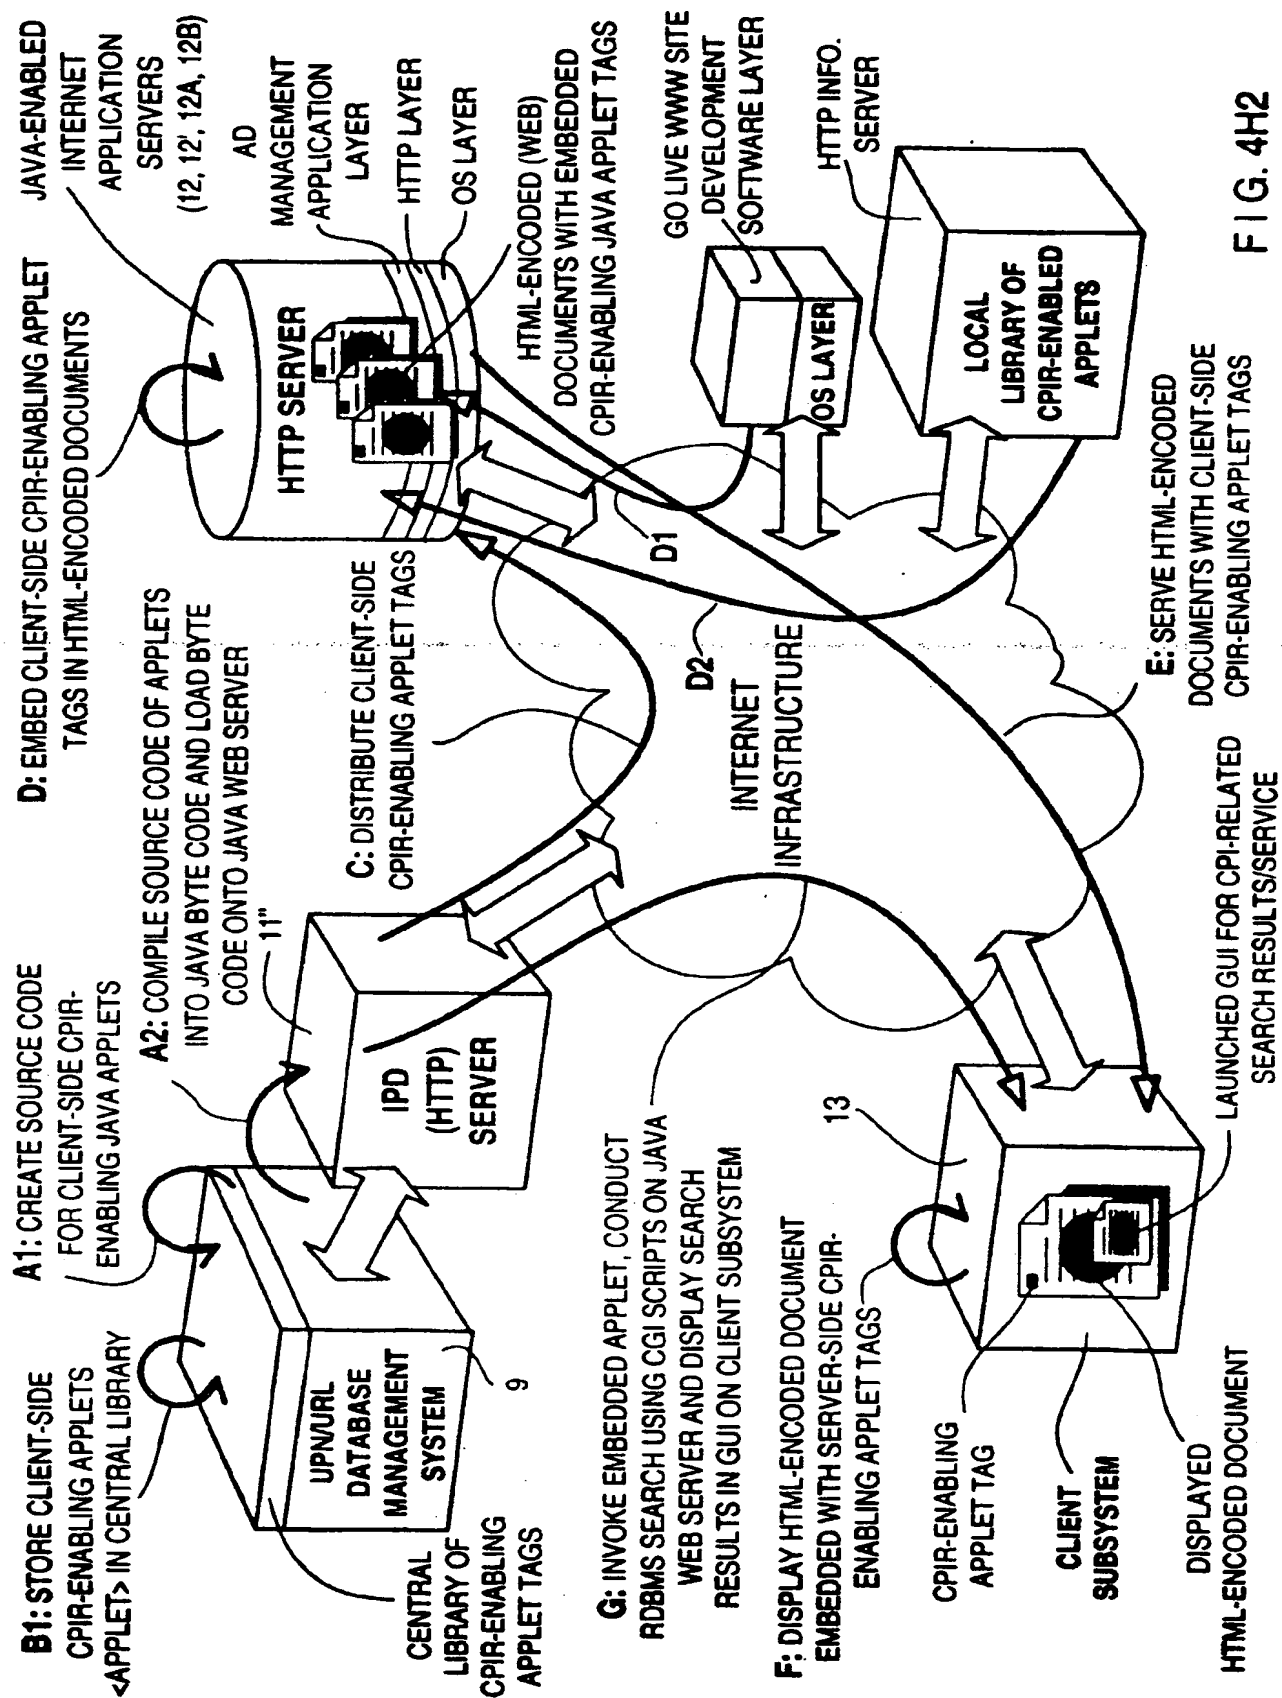 B1: STORE CLIENT-SIDE
CPIR-ENABLING APPLETS
<APPLET> IN CENTRAL LIBRARY
A1: CREATE SOURCE CODE
FOR CLIENT-SIDE CPIR-
ENABLING JAVA APPLETS
A2: COMPILE SOURCE CODE OF APPLETS
INTO JAVA BYTE CODE AND LOAD BYTE
CODE ONTO JAVA WEB SERVER
11"
D: EMBED CLIENT-SIDE CPIR-ENABLING APPLET
TAGS IN HTML-ENCODED DOCUMENTS
JAVA-ENABLED
INTERNET
APPLICATION
SERVERS
(12, 12', 12A, 12B)
AD
MANAGEMENT
APPLICATION
LAYER
HTTP LAYER
OS LAYER
HTTP SERVER
HTML-ENCODED (WEB)
DOCUMENTS WITH EMBEDDED
CPIR-ENABLING JAVA APPLET TAGS
UPN/URL
DATABASE
MANAGEMENT
SYSTEM
9
IPD
(HTTP)
SERVER
C: DISTRIBUTE CLIENT-SIDE
CPIR-ENABLING APPLET TAGS
CENTRAL
LIBRARY OF
CPIR-ENABLING
APPLET TAGS
D1
D2
GO LIVE WWW SITE
DEVELOPMENT
SOFTWARE LAYER
OS LAYER
INTERNET
INFRASTRUCTURE
G: INVOKE EMBEDDED APPLET, CONDUCT
RDBMS SEARCH USING CGI SCRIPTS ON JAVA
WEB SERVER AND DISPLAY SEARCH
RESULTS IN GUI ON CLIENT SUBSYSTEM
HTTP INFO.
SERVER
LOCAL
LIBRARY OF
CPIR-ENABLED
APPLETS
F: DISPLAY HTML-ENCODED DOCUMENT
EMBEDDED WITH SERVER-SIDE CPIR-
ENABLING APPLET TAGS
13
CPIR-ENABLING
APPLET TAG
CLIENT
SUBSYSTEM
DISPLAYED
HTML-ENCODED DOCUMENT
LAUNCHED GUI FOR CPI-RELATED
SEARCH RESULTS/SERVICE
E: SERVE HTML-ENCODED
DOCUMENTS WITH CLIENT-SIDE
CPIR-ENABLING APPLET TAGS
FIG. 4H2